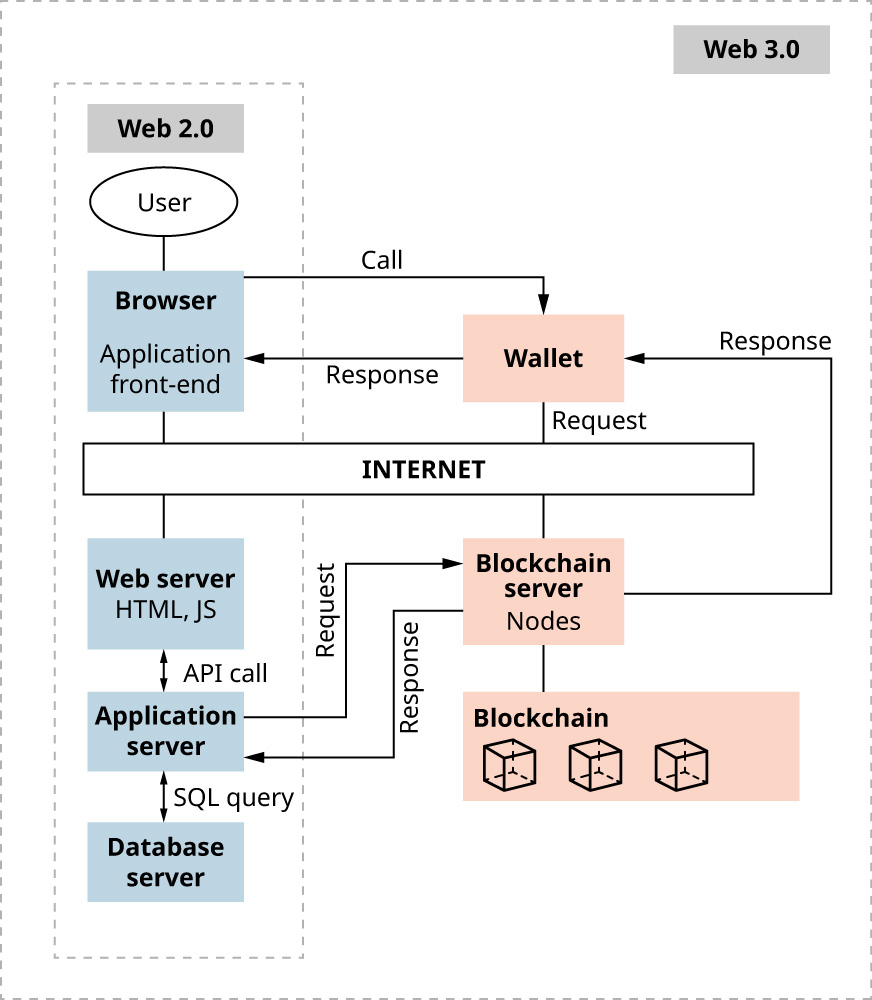 Web 3.0
Web 2.0
User
Call
Browser
Application
front-end
Response
Wallet
Response
Request
INTERNET
Web server
HTML, JS
Request
Blockchain
server
Nodes
Response
API call
Application
server
Blockchain
SQL query
Database
server